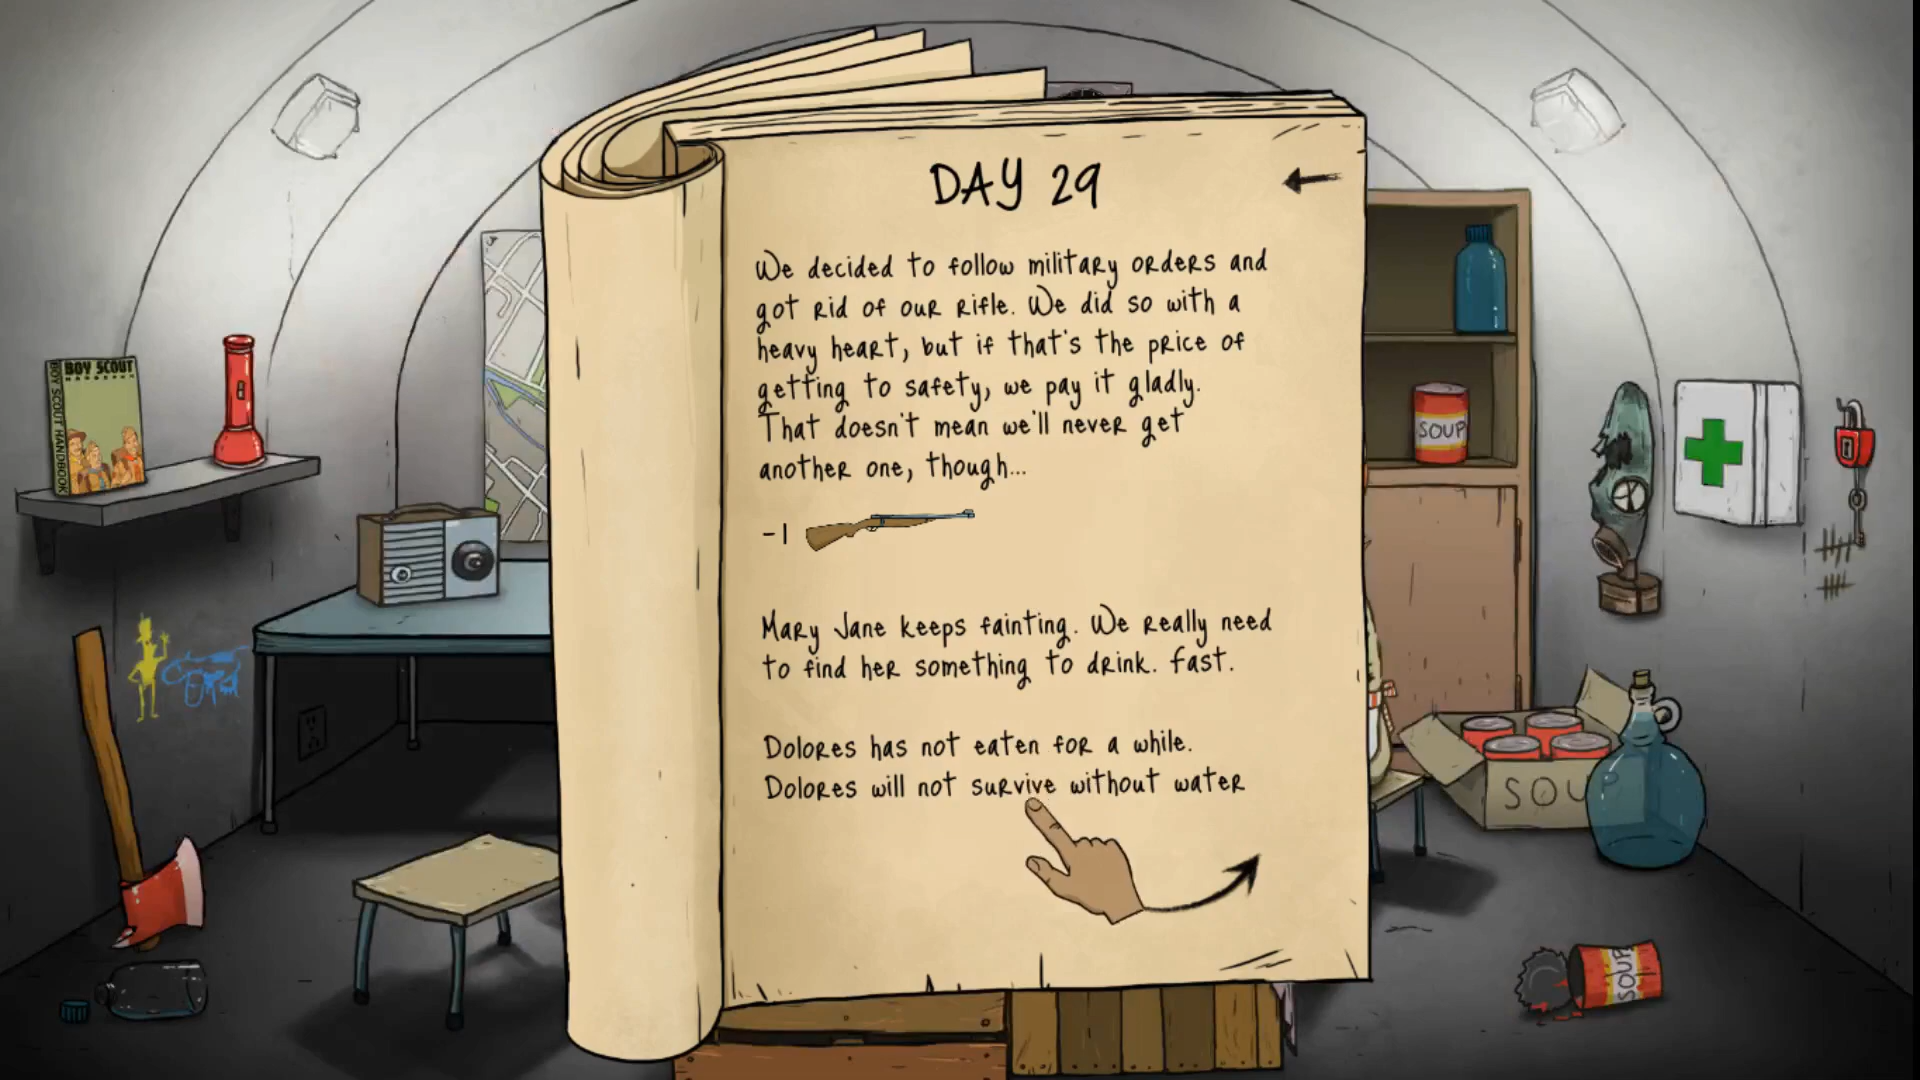 DAY 29
We decided to follow military orders and
got rid of our rifle. We did so with a
heavy heart, but if that's the price of
getting to safety, we pay it gladly.
That doesn't mean we'll never get
another one, though...
-1
Mary Jane keeps fainting. We really need
to find her something to drink. Fast.
Dolores has not eaten for a while.
Dolores will not survive without water
BOY SCOUT
HANDBOOK
BOY SCOUT HANDBOOK
SOUP
SOU
SOUP